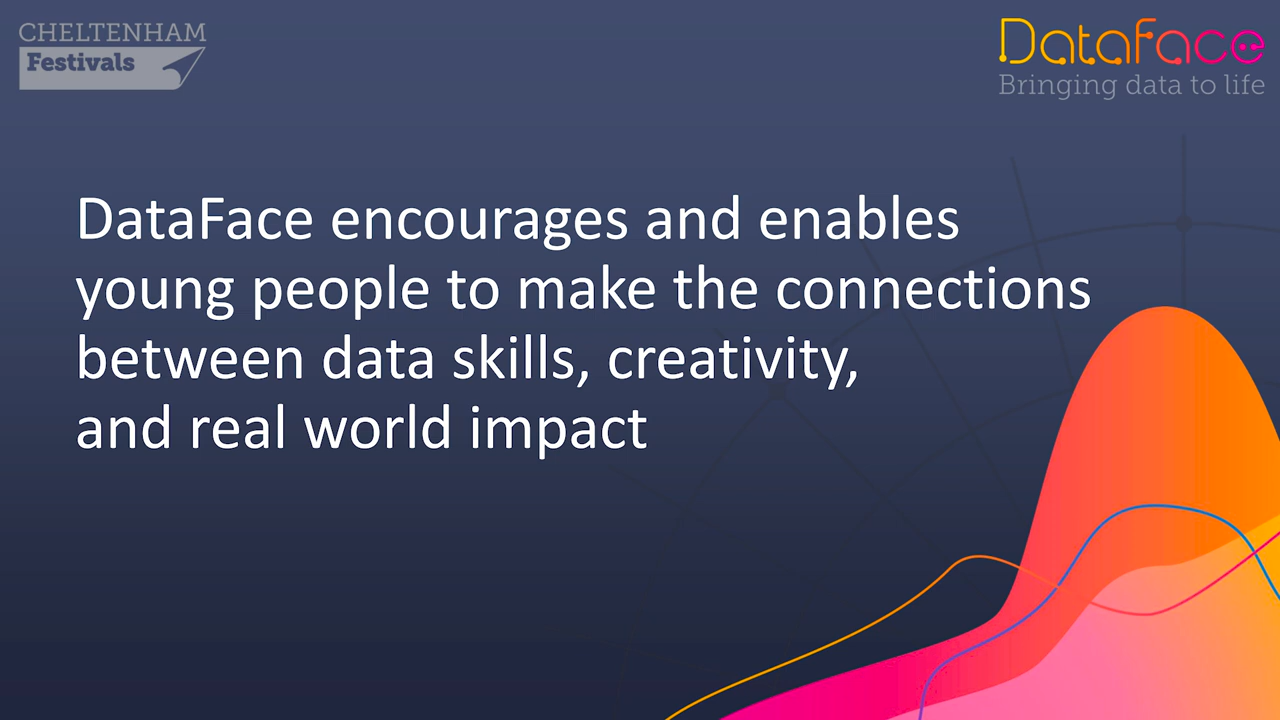 CHELTENHAM
Festivals
DataFace
Bringing data to life
DataFace encourages and enables
young people to make the connections
between data skills, creativity,
and real world impact